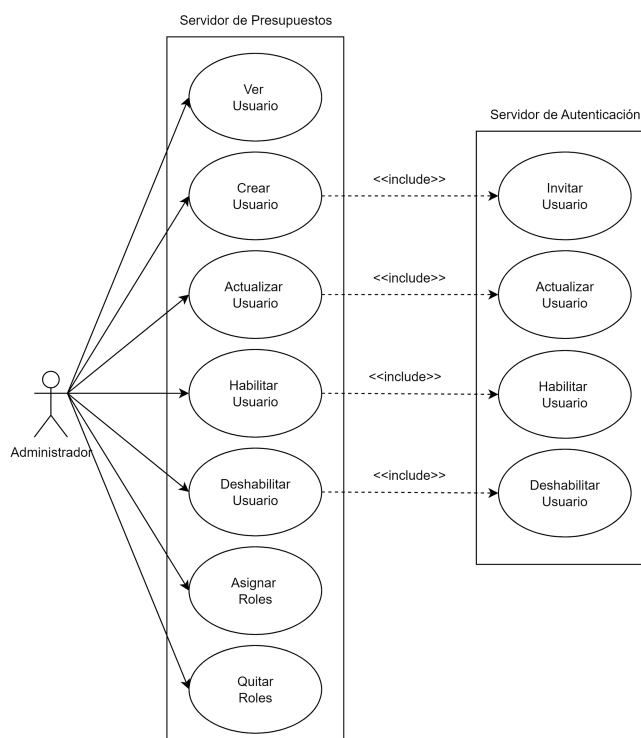 Servidor de Presupuestos
Ver
Usuario
Servidor de Autenticación
Crear
Usuario
<<include>>
Invitar
Usuario
Actualizar
Usuario
<<include>>
Actualizar
Usuario
Habilitar
Usuario
<<include>>
Habilitar
Usuario
Administrador
Deshabilitar
Usuario
<<include>>
Deshabilitar
Usuario
Asignar
Roles
Quitar
Roles